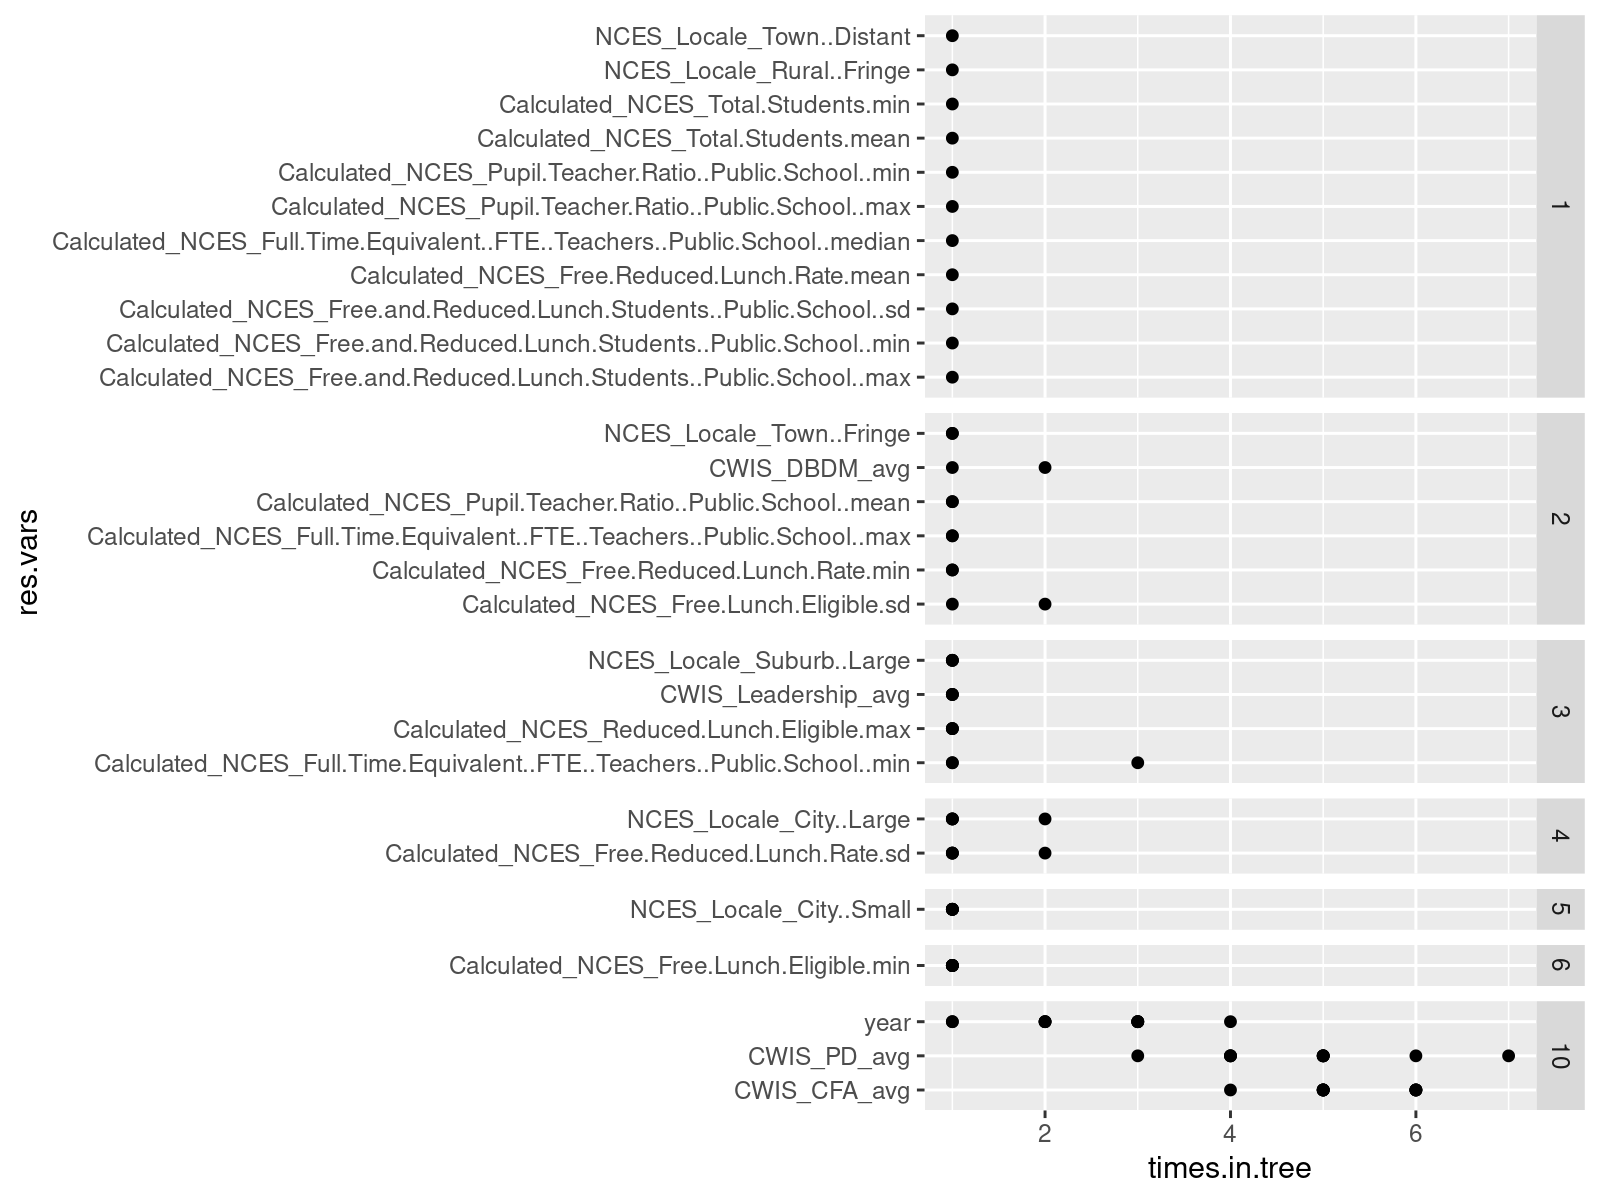 NCES_Locale_Town..Distant
NCES_Locale_Rural..Fringe
Calculated_NCES_Total.Students.min
Calculated_NCES_Total.Students.mean
Calculated_NCES_Pupil.Teacher.Ratio..Public.School..min
Calculated_NCES_Pupil.Teacher.Ratio..Public.School..max
Calculated_NCES_Full.Time.Equivalent..FTE..Teachers..Public.School..median
Calculated_NCES_Free.Reduced.Lunch.Rate.mean
Calculated_NCES_Free.and.Reduced.Lunch.Students..Public.School..sd
Calculated_NCES_Free.and.Reduced.Lunch.Students..Public.School..min
Calculated_NCES_Free.and.Reduced.Lunch.Students..Public.School..max
1
NCES_Locale_Town..Fringe
CWIS_DBDM_avg
Calculated_NCES_Pupil.Teacher.Ratio..Public.School..mean
Calculated_NCES_Full.Time.Equivalent..FTE..Teachers..Public.School..max
Calculated_NCES_Free.Reduced.Lunch.Rate.min
Calculated_NCES_Free.Lunch.Eligible.sd
2
NCES_Locale_Suburb..Large
CWIS_Leadership_avg
Calculated_NCES_Reduced.Lunch.Eligible.max
Calculated_NCES_Full.Time.Equivalent..FTE..Teachers..Public.School..min
3
NCES_Locale_City..Large
Calculated_NCES_Free.Reduced.Lunch.Rate.sd
4
NCES_Locale_City..Small
5
Calculated_NCES_Free.Lunch.Eligible.min
6
year
CWIS_PD_avg
CWIS_CFA_avg
10
2 4 6
times.in.tree
res.vars